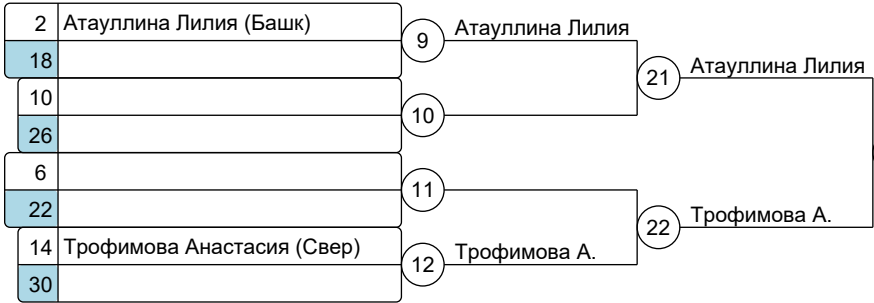 2 Атауллина Лилия (Башк)
18
9 Атауллина Лилия
10
26
10
21 Атауллина Лилия
6
22
11
14 Трофимова Анастасия (Свер)
30
12 Трофимова А.
22 Трофимова А.